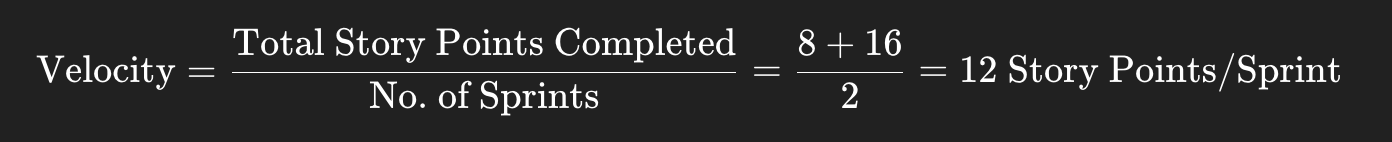 Velocity = Total Story Points Completed / No. of Sprints = 8 + 16 / 2 = 12 Story Points/Sprint